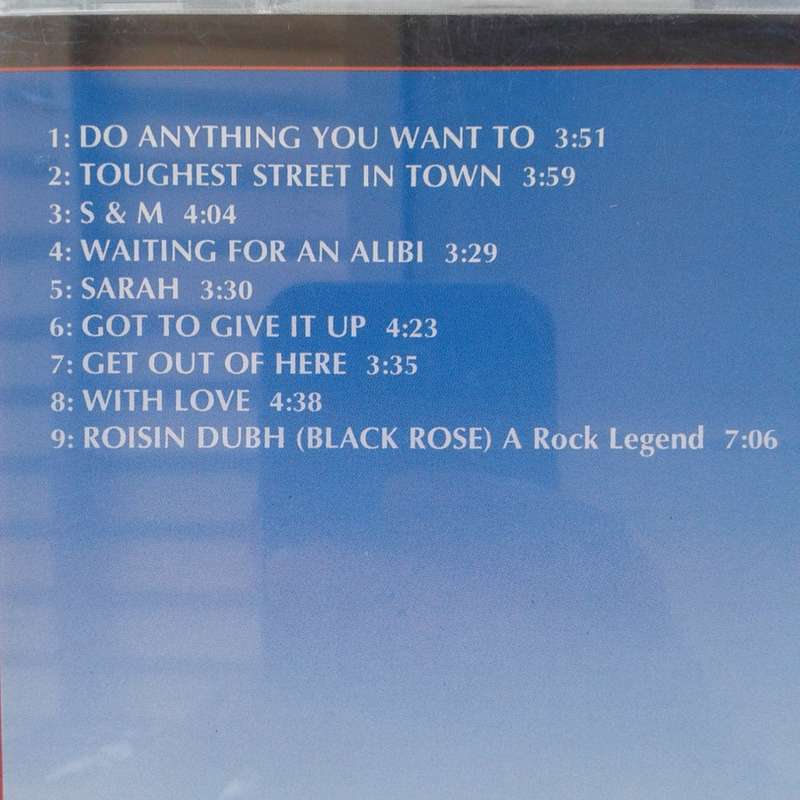 1: DO ANYTHING YOU WANT TO 3:51
2: TOUGHEST STREET IN TOWN 3:59
3: S & M 4:04
4: WAITING FOR AN ALIBI 3:29
5: SARAH 3:30
6: GOT TO GIVE IT UP 4:23
7: GET OUT OF HERE 3:35
8: WITH LOVE 4:38
9: ROISIN DUBH (BLACK ROSE) A Rock Legend 7:06